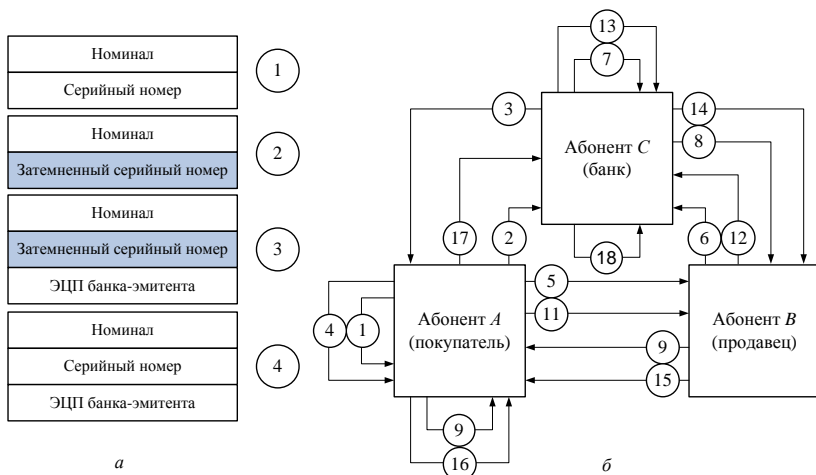 Номинал
Серийный номер
1
Номинал
Затемненный серийный номер
2
Номинал
Затемненный серийный номер
ЭЦП банка-эмитента
3
Номинал
Серийный номер
ЭЦП банка-эмитента
4
а
13
7
3
14
8
Абонент С
(банк)
17
2
6
12
18
5
11
4
1
Абонент А
(покупатель)
Абонент В
(продавец)
9
15
9
16
б